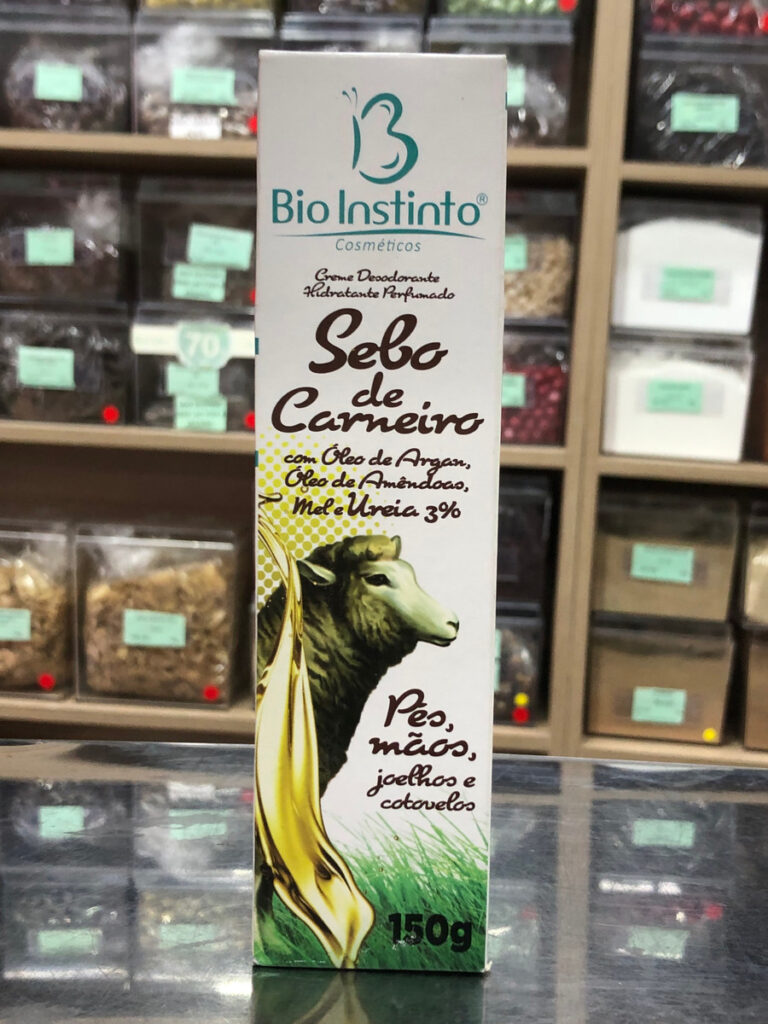 B
Bio Instinto®
Cosméticos
Creme Desodorante
Hidratante Perfumado
Sebo
de
Carneiro
com Óleo de Argan,
Óleo de Amêndoas,
Mel e Ureia 3%
Pés,
mãos,
joelhos e
cotovelos
150g
70